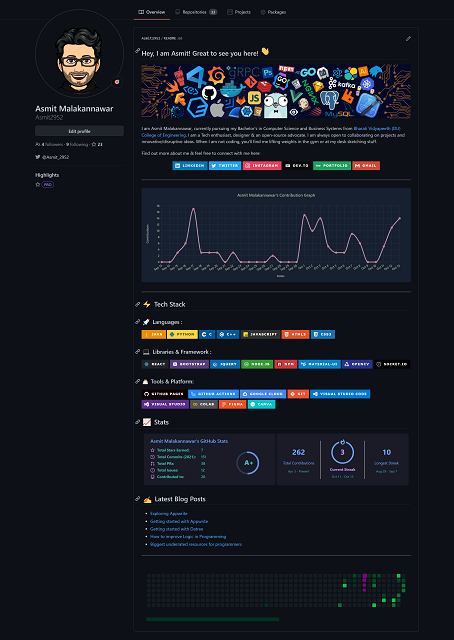 Overview
Repositories
Projects
Packages
Asmit2952 / README.md
Hey, I am Asmit! Great to see you here!
Asmit Malakannawar
Asmit2952
Edit profile
4 followers · 9 following · 23
@Asmit_2952
Highlights
PRO
GRPC
npm
GO
kafka
JS
MySQL
I am Asmit Malakannawar, currently pursuing my Bachelor's in Computer Science and Business Systems from Bharati Vidyapeeth (DU)
College of Engineering. I am a Tech enthusiast, designer & an open-source advocate. I am always open to collaborating on projects and
innovative/disruptive ideas. When I am not coding, you'll find me lifting weights in the gym or at my desk sketching stuff.
Find out more about me & feel free to connect with me here:
LINKEDIN
TWITTER
INSTAGRAM
DEV.TO
PORTFOLIO
GMAIL
Asmit Malakannawar's Contribution Graph
Contributions
Tech Stack
Languages :
JAVA
PYTHON
C
C++
JAVASCRIPT
HTML5
CSS3
Libraries & Framework :
REACT
BOOTSTRAP
JQUERY
NODE.JS
NPM
MATERIAL-UI
OPENCV
SOCKET.IO
Tools & Platform:
GITHUB PAGES
GITHUB ACTIONS
GOOGLE CLOUD
GIT
VISUAL STUDIO CODE
VISUAL STUDIO
COLAB
FIGMA
CANVA
Stats
Asmit Malakannawar's GitHub Stats
Total Stars Earned: 7
Total Commits (2021):
Total PRs:
Total Issues:
Contributed to:
A+
262
Total Contributions
3
Current Streak
10
Longest Streak
Latest Blog Posts
Exploring Appwrite
Getting started with Appwrite
Getting started with Datree
How to improve Logic in Programming
Biggest underrated resources for programmers